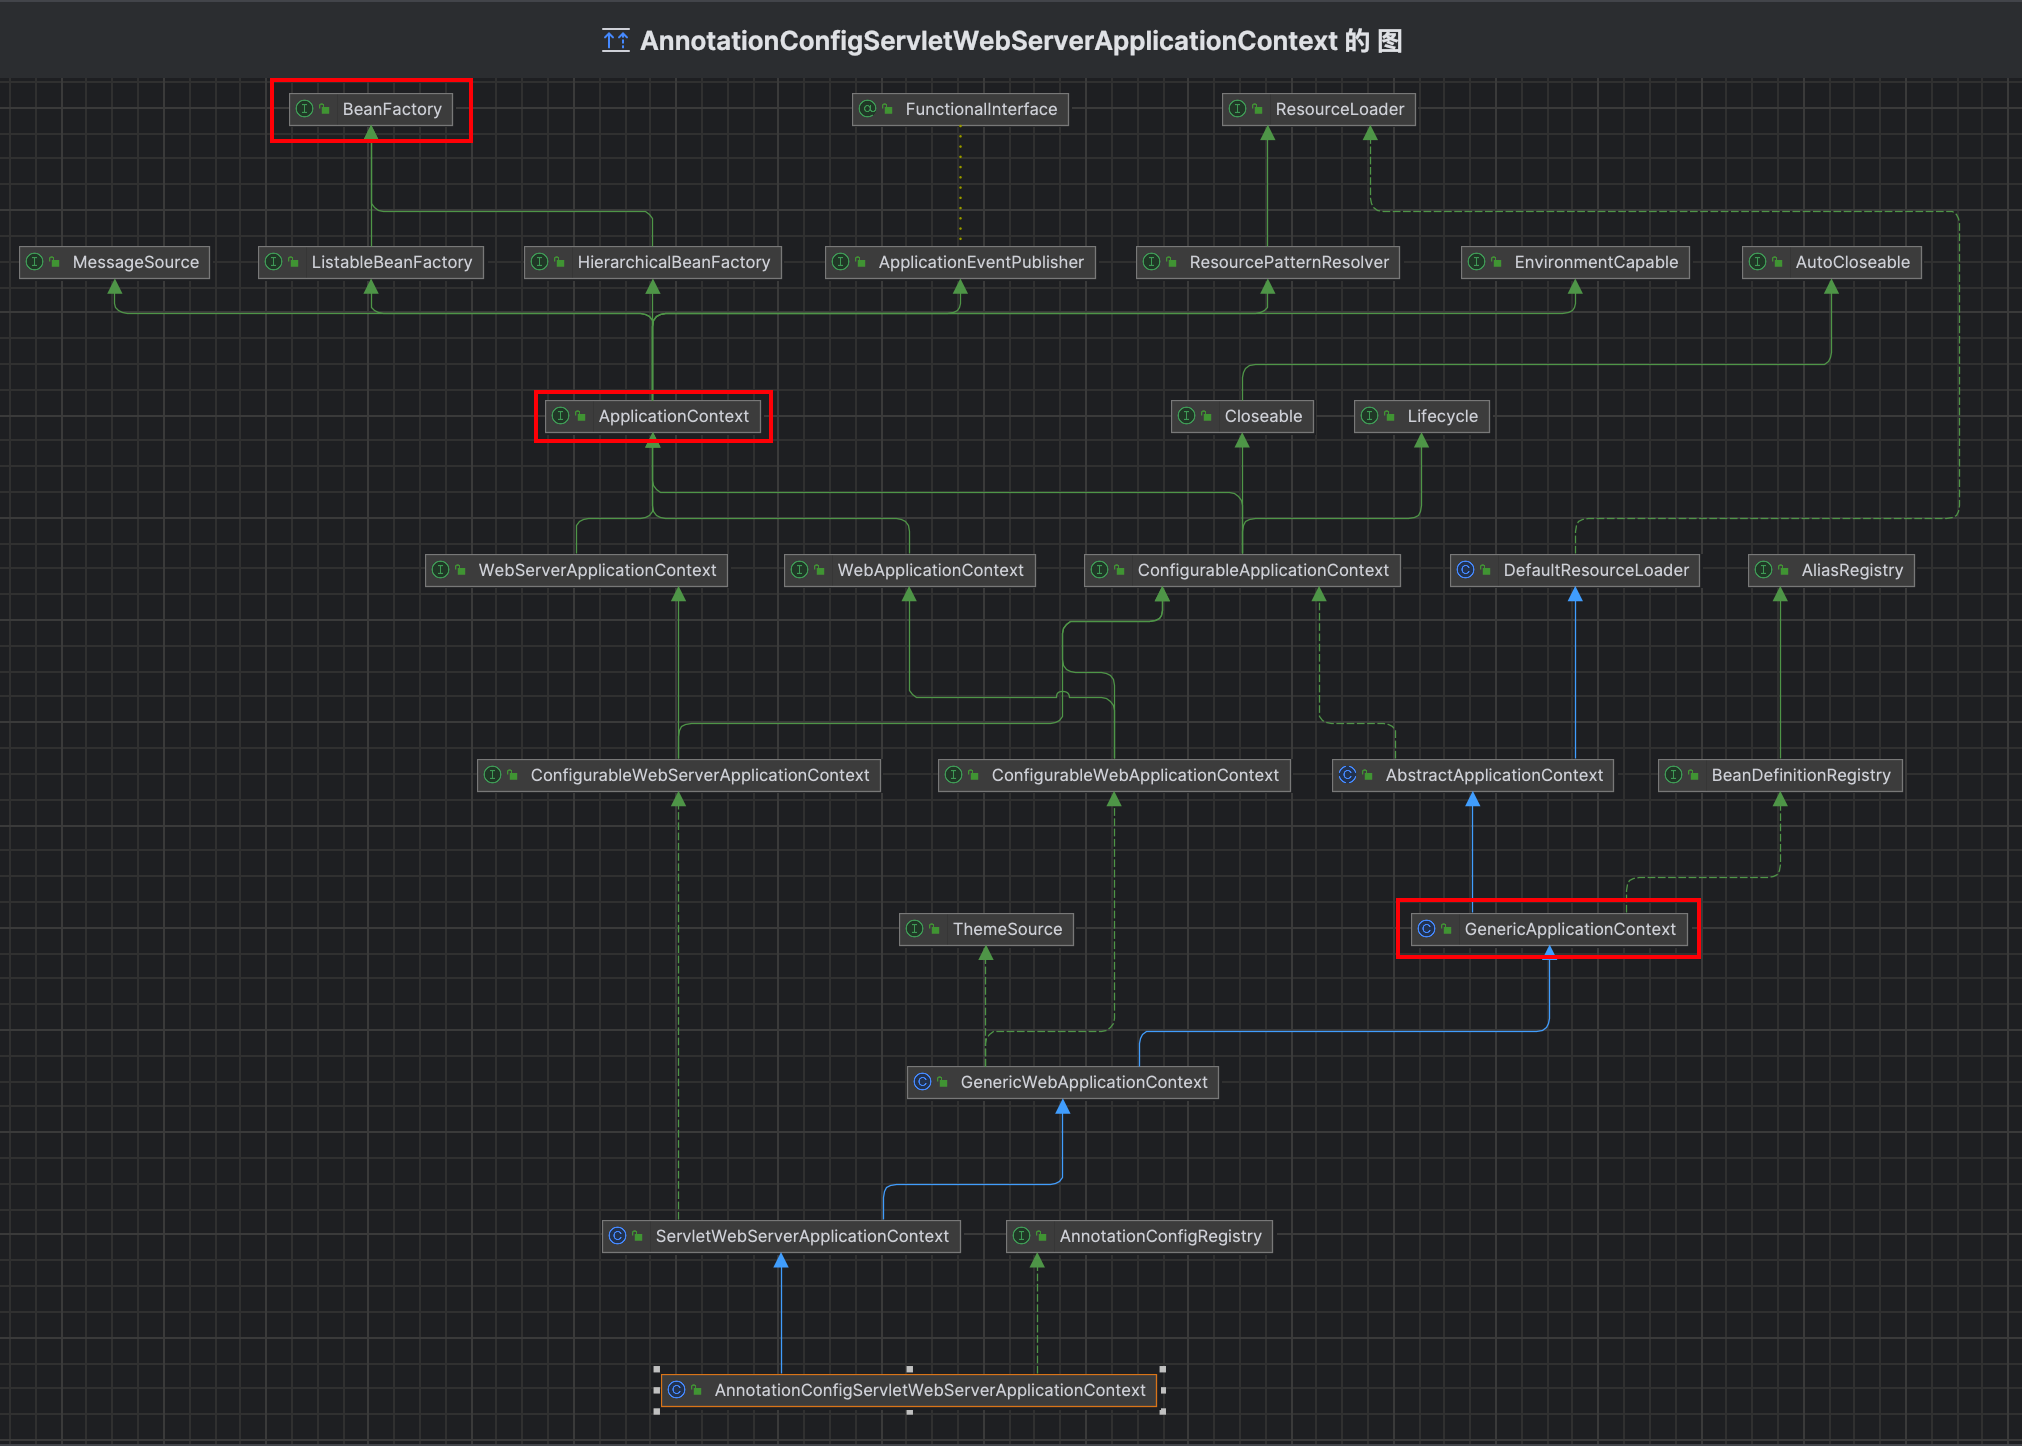 AnnotationConfigServletWebServerApplicationContext 的 图
BeanFactory
FunctionalInterface
ResourceLoader
MessageSource
ListableBeanFactory
HierarchicalBeanFactory
ApplicationEventPublisher
ResourcePatternResolver
EnvironmentCapable
AutoCloseable
ApplicationContext
Closeable
Lifecycle
WebServerApplicationContext
WebApplicationContext
ConfigurableApplicationContext
DefaultResourceLoader
AliasRegistry
ConfigurableWebServerApplicationContext
ConfigurableWebApplicationContext
AbstractApplicationContext
BeanDefinitionRegistry
ThemeSource
GenericApplicationContext
GenericWebApplicationContext
ServletWebServerApplicationContext
AnnotationConfigRegistry
AnnotationConfigServletWebServerApplicationContext